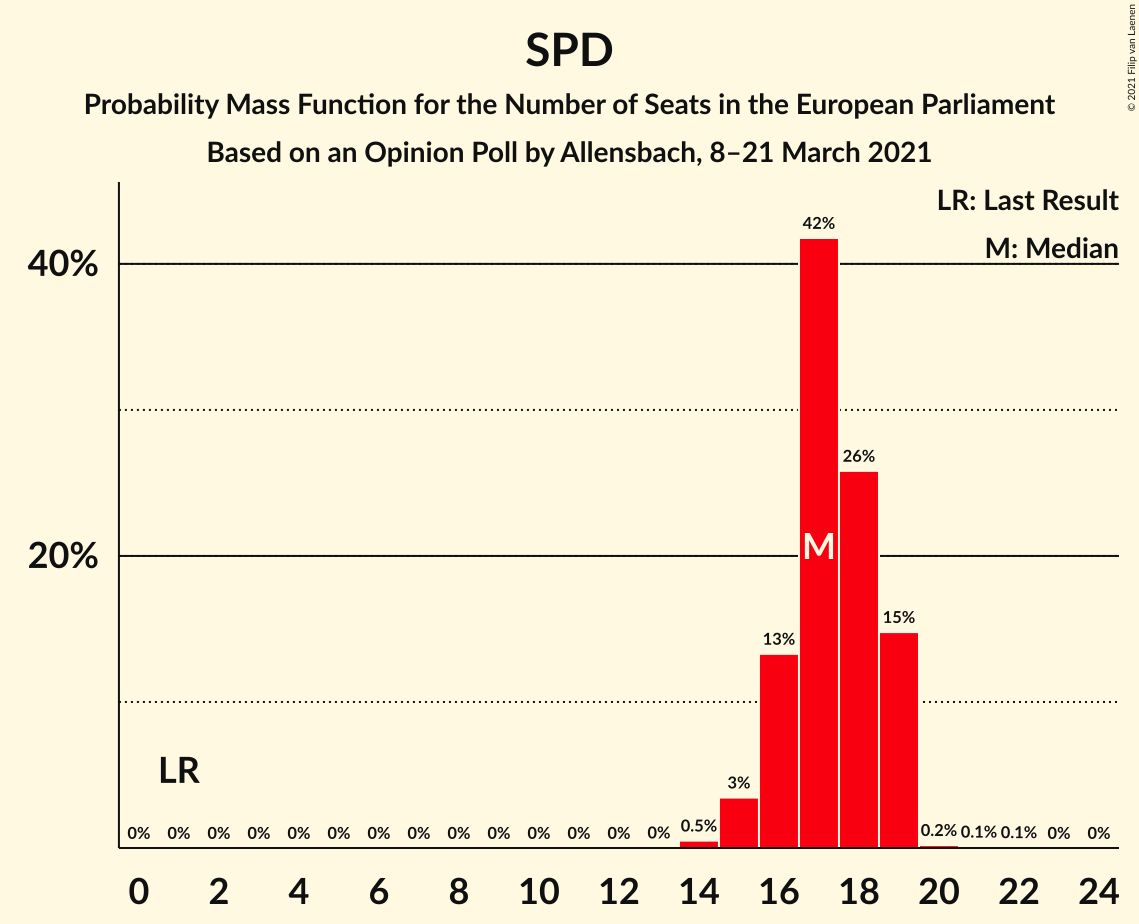 SPD
Probability Mass Function for the Number of Seats in the European Parliament
Based on an Opinion Poll by Allensbach, 8–21 March 2021
© 2021 Filip van Laenen
LR: Last Result
M: Median
40%
20%
42%
26%
M
15%
13%
LR
3%
0% 0% 0% 0% 0% 0% 0% 0% 0% 0% 0% 0% 0% 0% 0.5% 0.2% 0.1% 0.1% 0% 0%
0 2 4 6 8 10 12 14 16 18 20 22 24